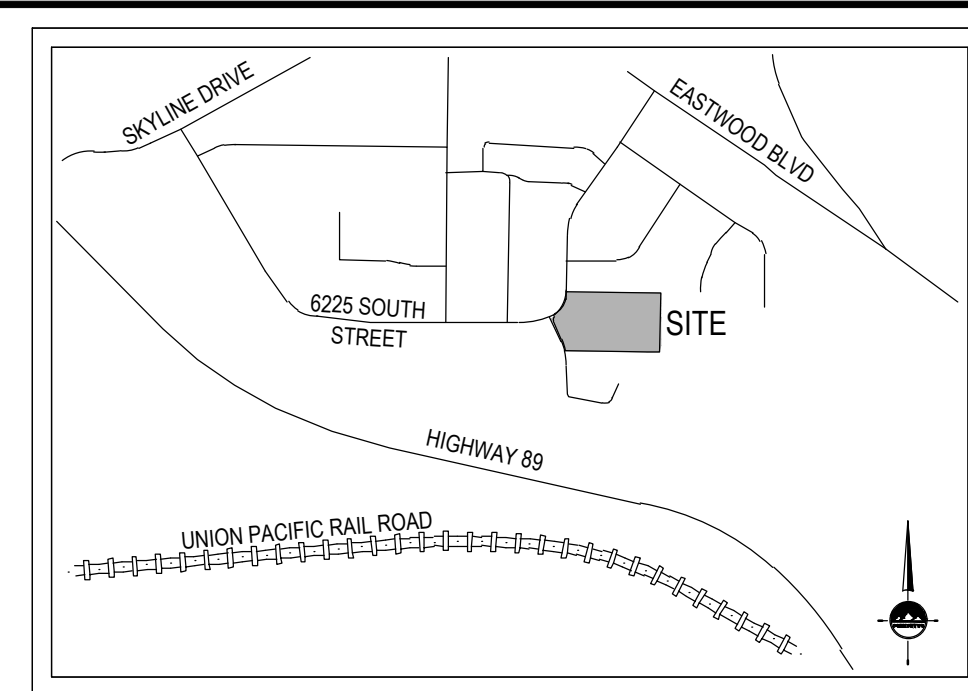 SKYLINE DRIVE
EASTWOOD BLVD
6225 SOUTH
STREET
SITE
HIGHWAY 89
UNION PACIFIC RAIL ROAD